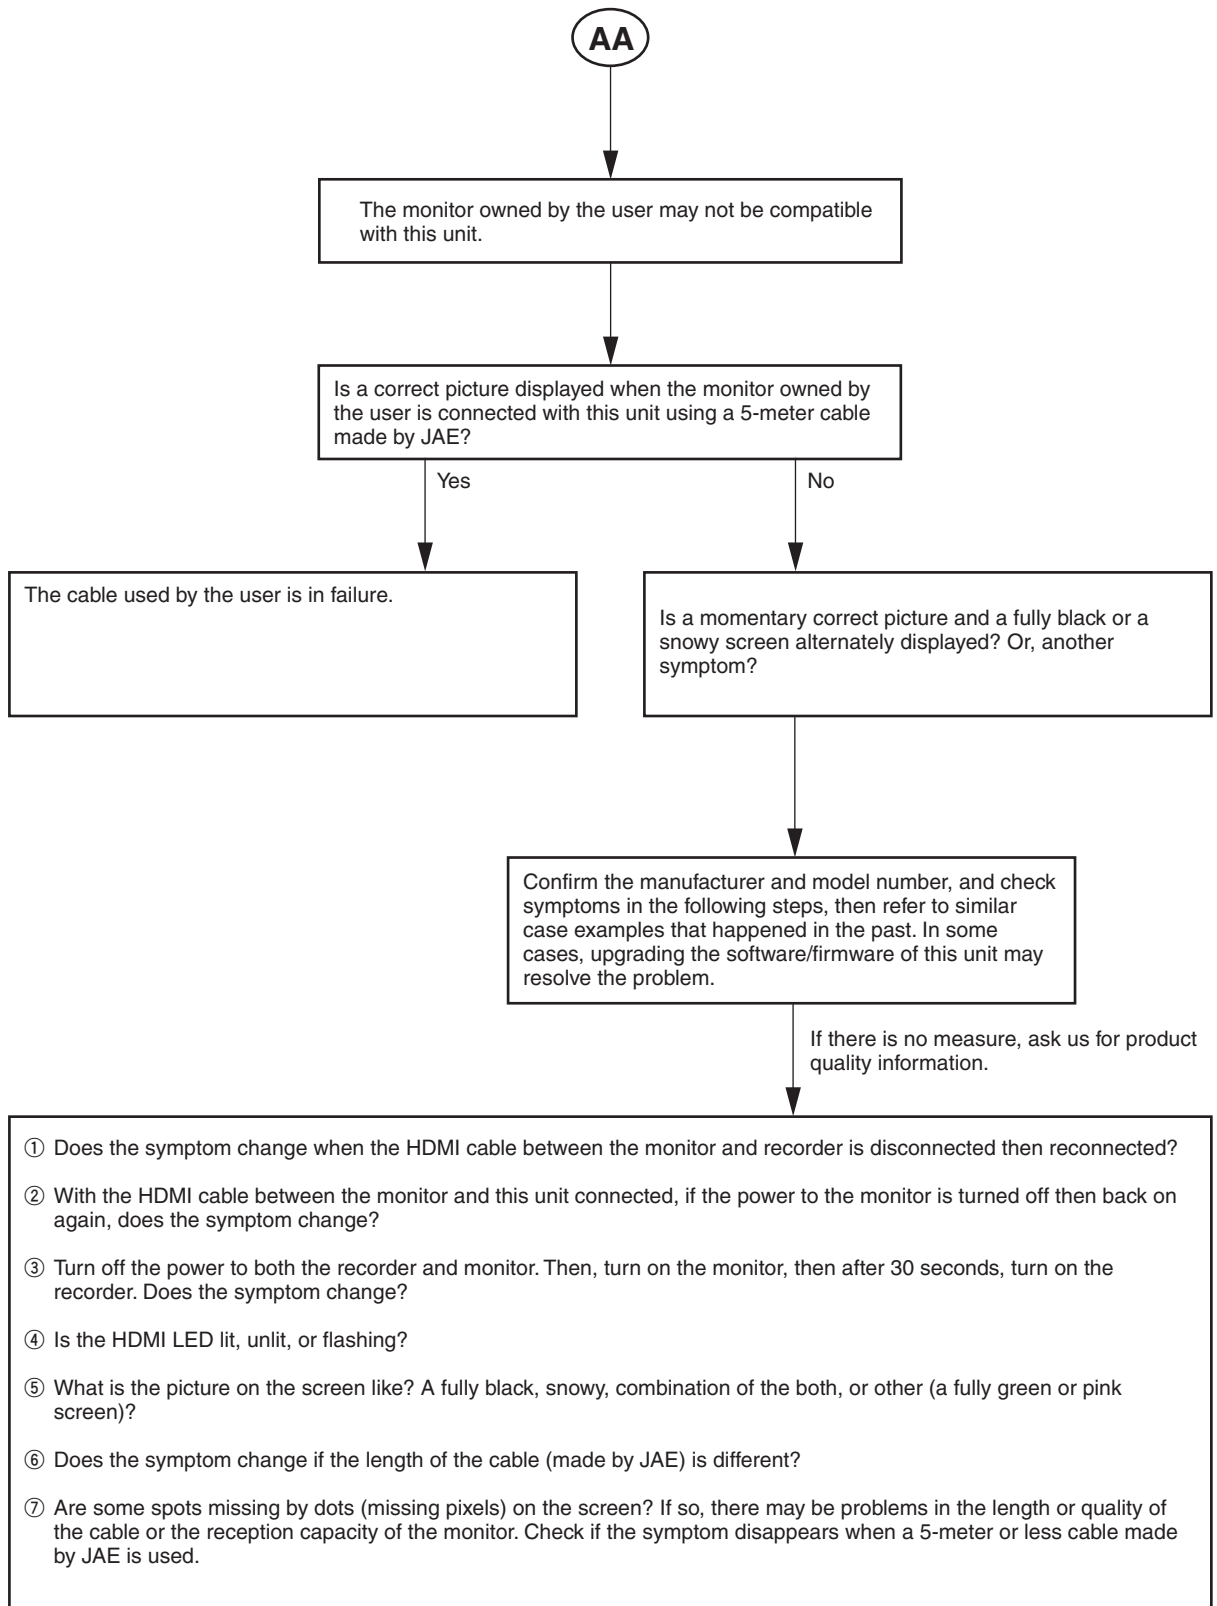 AA
The monitor owned by the user may not be compatible
with this unit.
Is a correct picture displayed when the monitor owned by
the user is connected with this unit using a 5-meter cable
made by JAE?
Yes
No
The cable used by the user is in failure.
Is a momentary correct picture and a fully black or a
snowy screen alternately displayed? Or, another
symptom?
Confirm the manufacturer and model number, and check
symptoms in the following steps, then refer to similar
case examples that happened in the past. In some
cases, upgrading the software/firmware of this unit may
resolve the problem.
If there is no measure, ask us for product
quality information.
① Does the symptom change when the HDMI cable between the monitor and recorder is disconnected then reconnected?
② With the HDMI cable between the monitor and this unit connected, if the power to the monitor is turned off then back on
again, does the symptom change?
③ Turn off the power to both the recorder and monitor. Then, turn on the monitor, then after 30 seconds, turn on the
recorder. Does the symptom change?
④ Is the HDMI LED lit, unlit, or flashing?
⑤ What is the picture on the screen like? A fully black, snowy, combination of the both, or other (a fully green or pink
screen)?
⑥ Does the symptom change if the length of the cable (made by JAE) is different?
⑦ Are some spots missing by dots (missing pixels) on the screen? If so, there may be problems in the length or quality of
the cable or the reception capacity of the monitor. Check if the symptom disappears when a 5-meter or less cable made
by JAE is used.